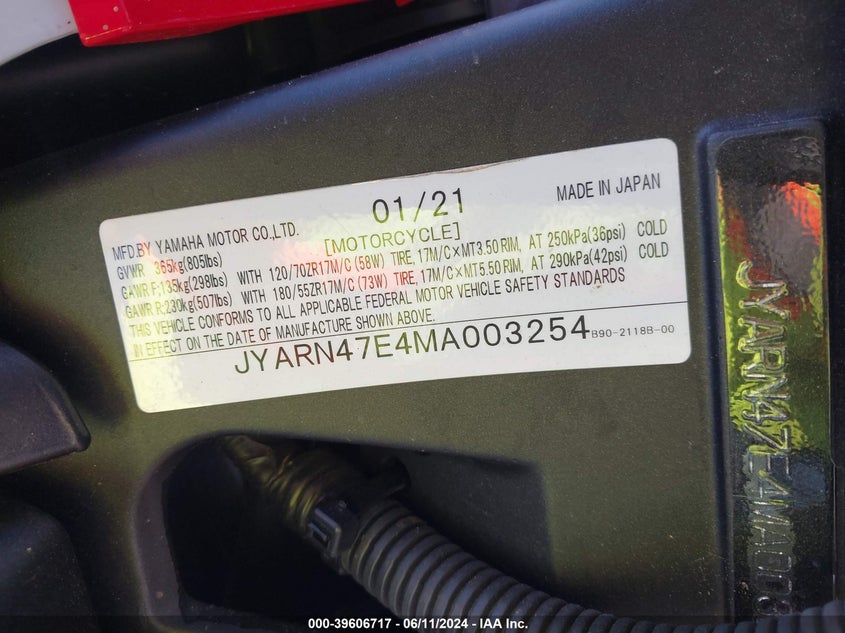 01/21
MADE IN JAPAN
MFD.BY YAMAHA MOTOR CO.,LTD.
[MOTORCYCLE]
GVWR 365kg(805lbs)
GAWR F:135kg(298lbs) WITH 120/70ZR17M/C (58W) TIRE, 17M/C×MT3.50 RIM, AT 250kPa(36psi) COLD
GAWR R:230kg(507lbs) WITH 180/55ZR17M/C (73W) TIRE, 17M/C×MT5.50 RIM, AT 290kPa(42psi) COLD
THIS VEHICLE CONFORMS TO ALL APPLICABLE FEDERAL MOTOR VEHICLE SAFETY STANDARDS
IN EFFECT ON THE DATE OF MANUFACTURE SHOWN ABOVE.
JYARN47E4MA003254 B90-2118B-00
JYARN47E4MA003
000-39606717 - 06/11/2024 - IAA Inc.